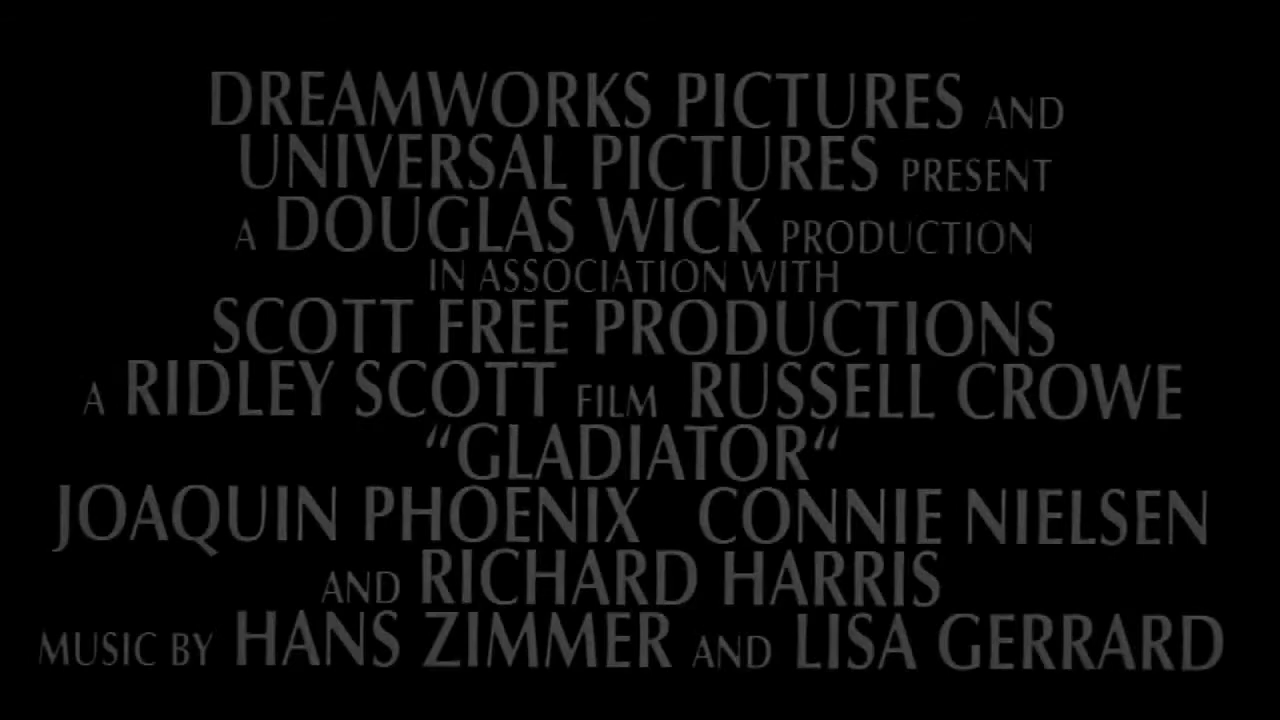 DREAMWORKS PICTURES AND
UNIVERSAL PICTURES PRESENT
A DOUGLAS WICK PRODUCTION
IN ASSOCIATION WITH
SCOTT FREE PRODUCTIONS
A RIDLEY SCOTT FILM RUSSELL CROWE
“GLADIATOR“
JOAQUIN PHOENIX CONNIE NIELSEN
AND RICHARD HARRIS
MUSIC BY HANS ZIMMER AND LISA GERRARD